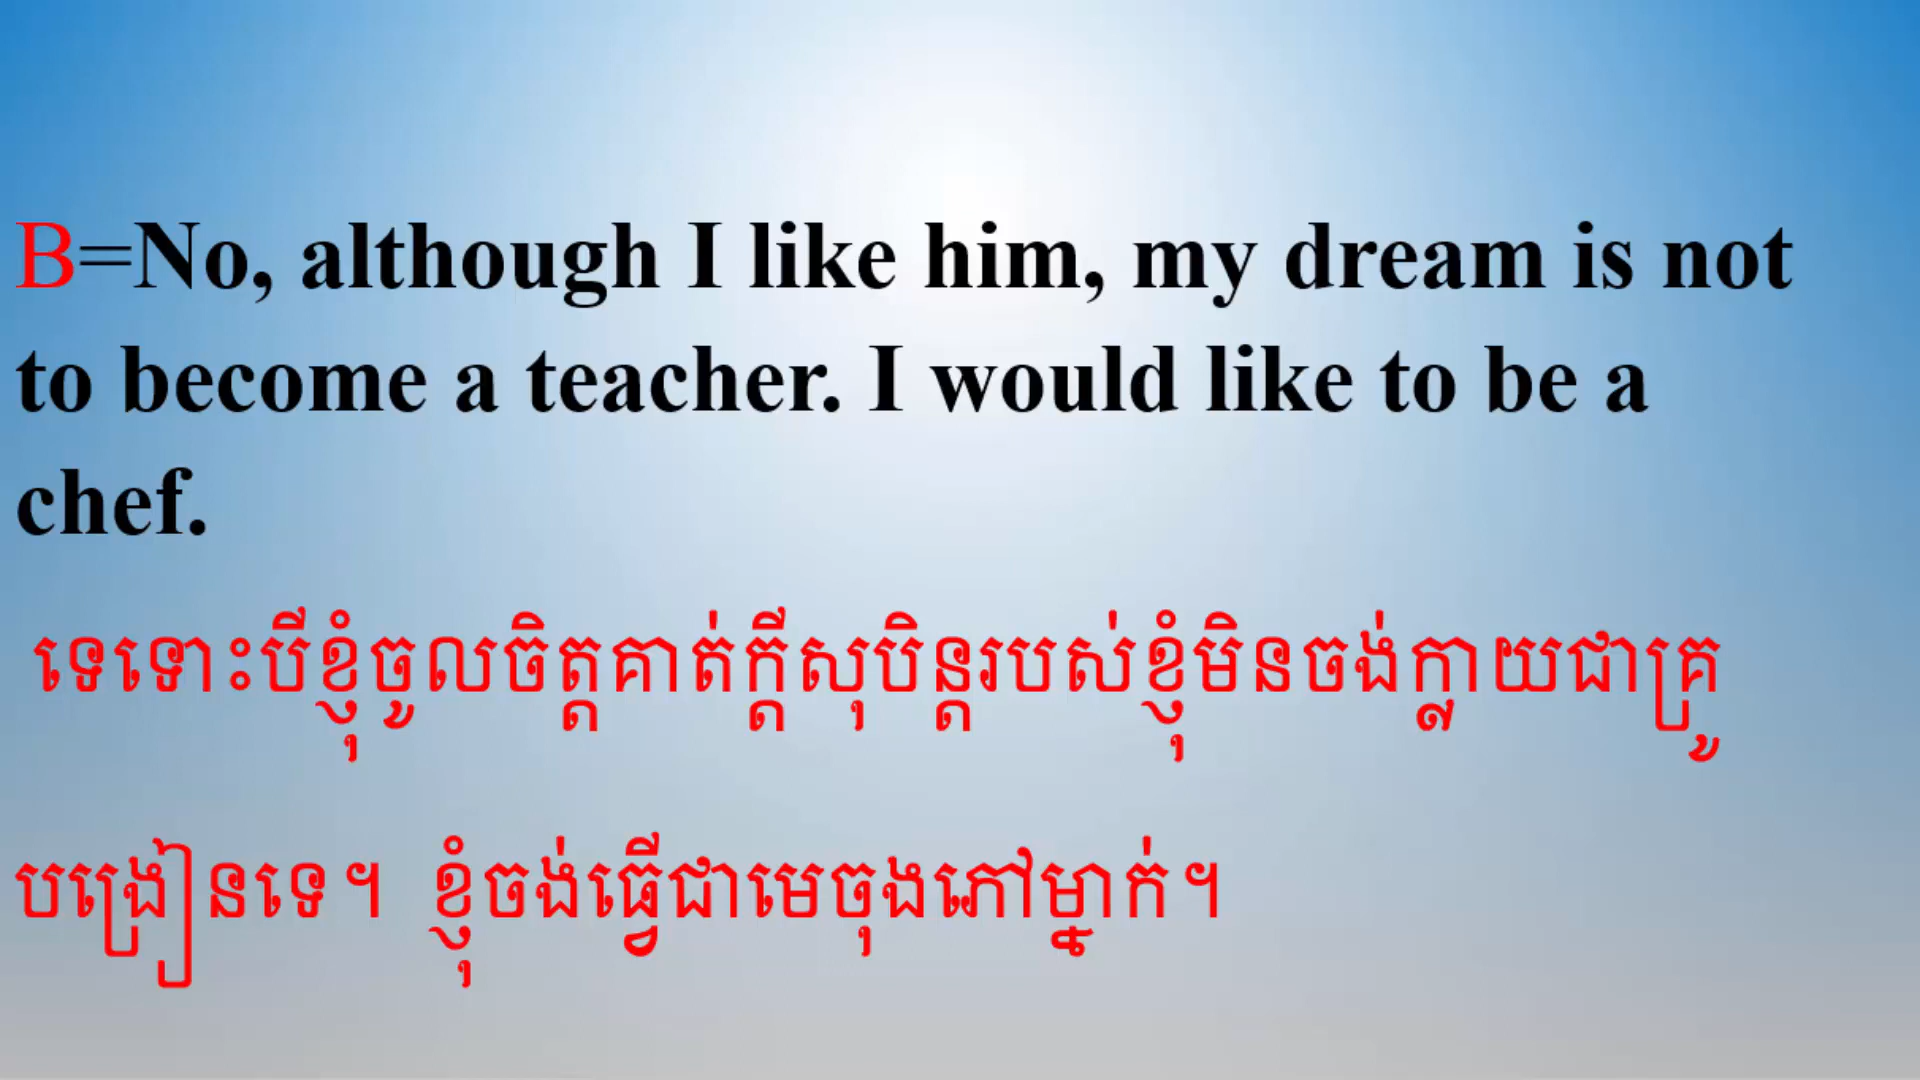 B=No, although I like him, my dream is not
to become a teacher. I would like to be a
chef.
ទេទោះបីខ្ញុំចូលចិត្តគាត់ក្ដីសុបិន្តរបស់ខ្ញុំមិនចង់ក្លាយជាគ្រូ
បង្រៀនទេ។ ខ្ញុំចង់ធ្វើជាមេចុងភៅម្នាក់។